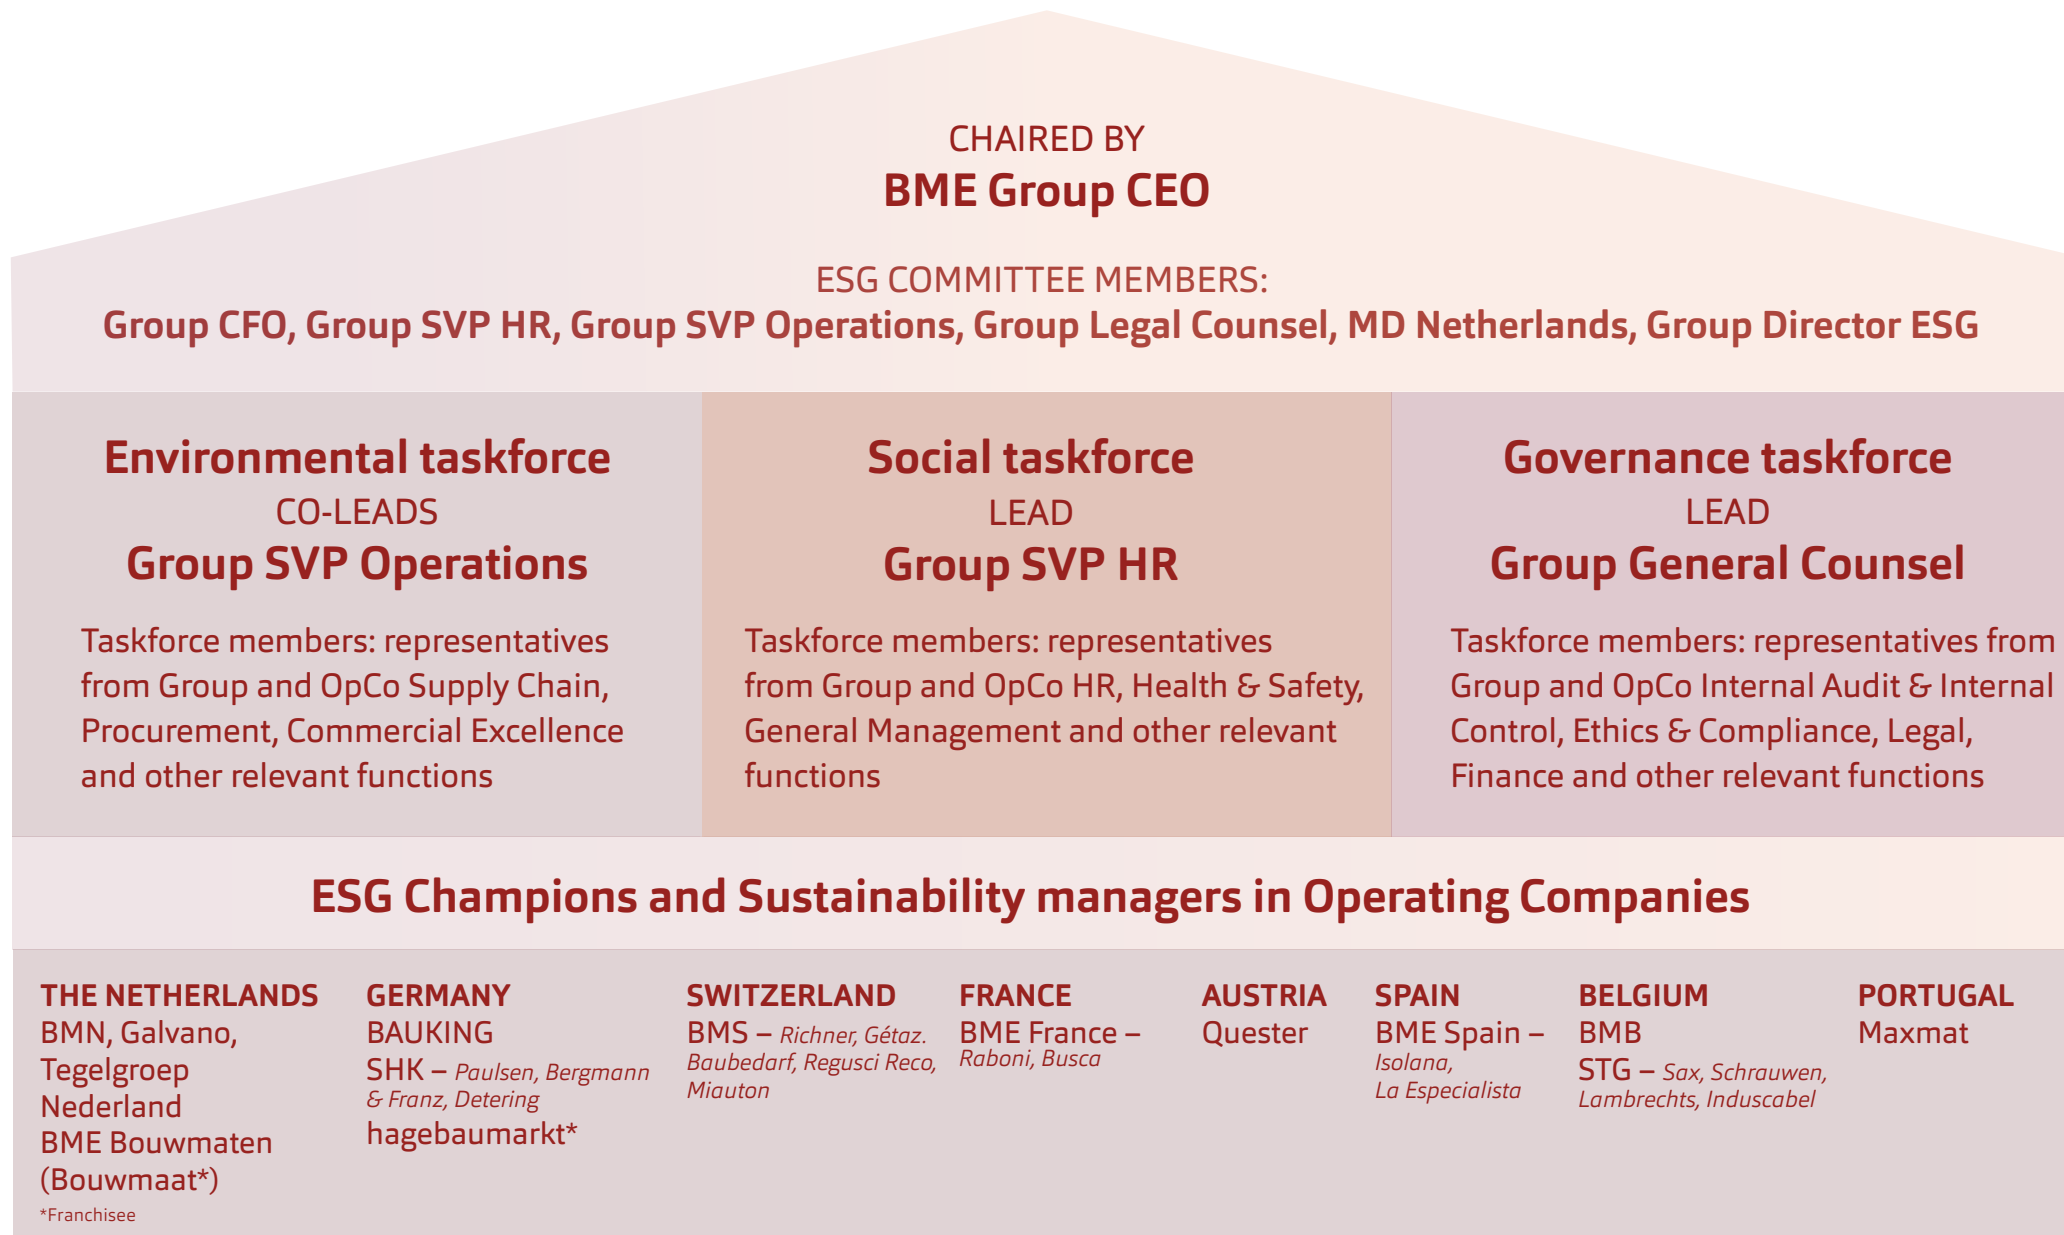 CHAIRED BY
BME Group CEO
ESG COMMITTEE MEMBERS:
Group CFO, Group SVP HR, Group SVP Operations, Group Legal Counsel, MD Netherlands, Group Director ESG
Environmental taskforce
CO-LEADS
Group SVP Operations
Taskforce members: representatives
from Group and OpCo Supply Chain,
Procurement, Commercial Excellence
and other relevant functions
Social taskforce
LEAD
Group SVP HR
Taskforce members: representatives
from Group and OpCo HR, Health & Safety,
General Management and other relevant
functions
Governance taskforce
LEAD
Group General Counsel
Taskforce members: representatives from
Group and OpCo Internal Audit & Internal
Control, Ethics & Compliance, Legal,
Finance and other relevant functions
ESG Champions and Sustainability managers in Operating Companies
THE NETHERLANDS
BMN, Galvano,
Tegelgroep
Nederland
BME Bouwmaten
(Bouwmaat*)
*Franchisee
GERMANY
BAUKING
SHK – Paulsen, Bergmann
& Franz, Detering
hagebaumarkt*
SWITZERLAND
BMS – Richner, Gétaz.
Baubedarf, Regusci Reco,
Miauton
FRANCE
BME France –
Raboni, Busca
AUSTRIA
Quester
SPAIN
BME Spain –
Isolana,
La Especialista
BELGIUM
BMB
STG – Sax, Schrauwen,
Lambrechts, Induscabel
PORTUGAL
Maxmat